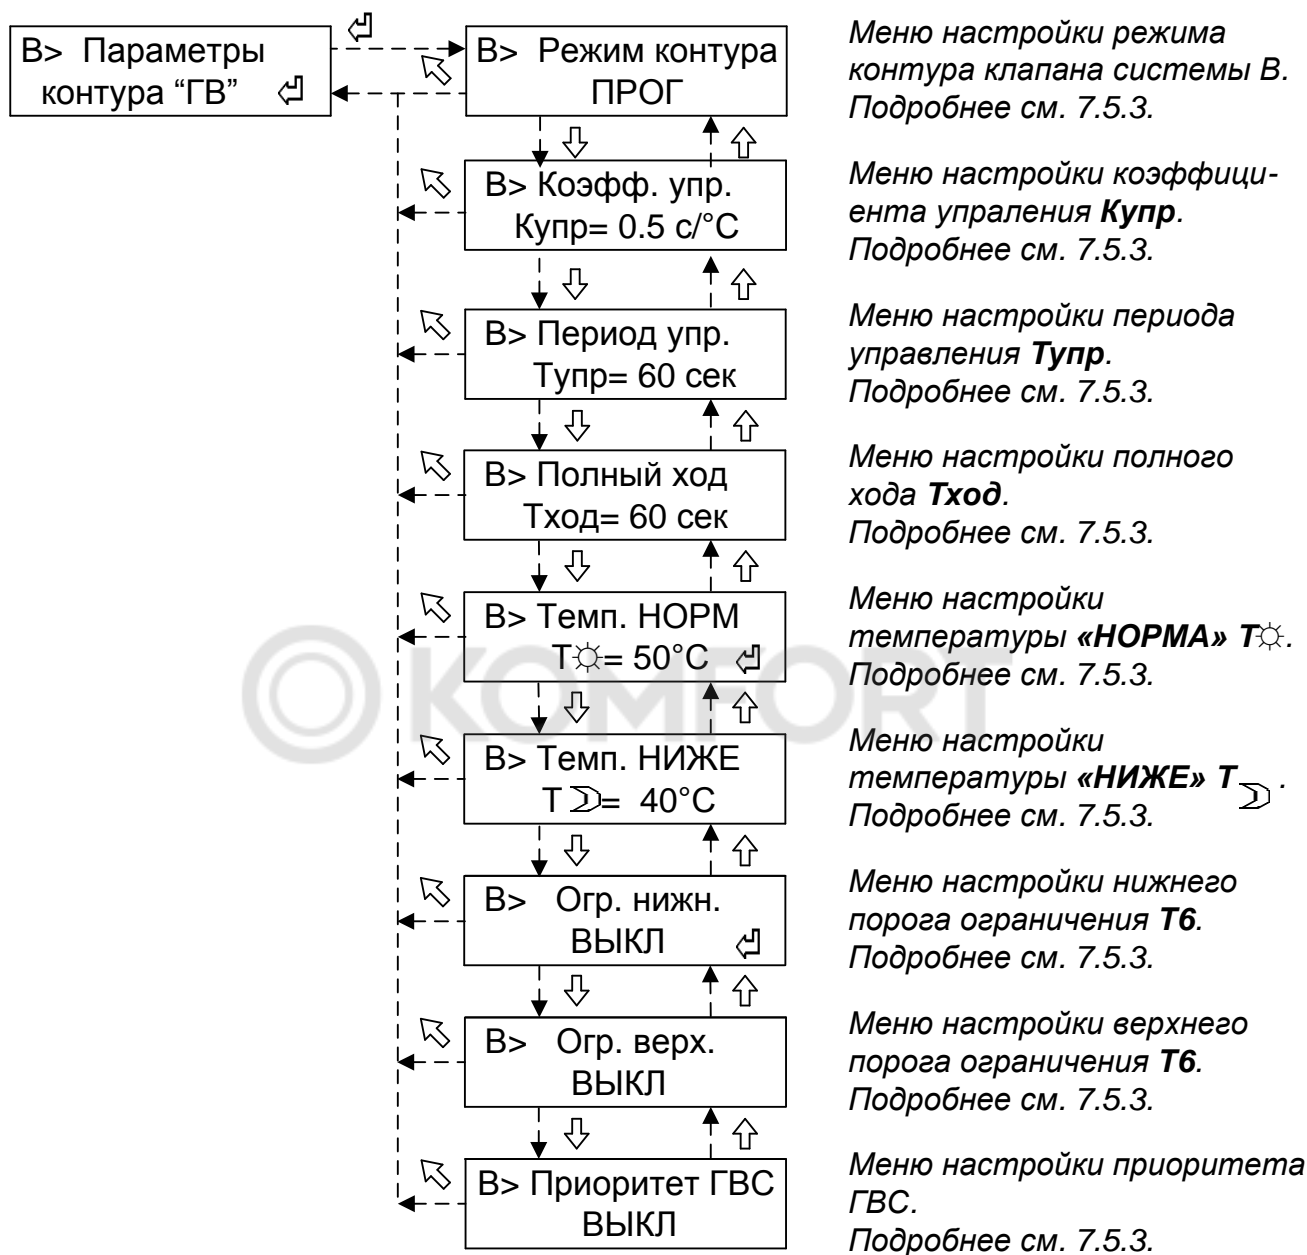 В> Параметры
контура “ГВ”
В> Режим контура
ПРОГ
Меню настройки режима
контура клапана системы В.
Подробнее см. 7.5.3.
В> Коэфф. упр.
Купр= 0.5 с/°С
Меню настройки коэффици-
ента упраления Купр.
Подробнее см. 7.5.3.
В> Период упр.
Тупр= 60 сек
Меню настройки периода
управления Тупр.
Подробнее см. 7.5.3.
В> Полный ход
Тход= 60 сек
Меню настройки полного
хода Тход.
Подробнее см. 7.5.3.
В> Темп. НОРМ
Т☼= 50°С
Меню настройки
температуры «НОРМА» Т☼.
Подробнее см. 7.5.3.
KOMFORT
В> Темп. НИЖЕ
Т☽= 40°С
Меню настройки
температуры «НИЖЕ» Т☽.
Подробнее см. 7.5.3.
В> Огр. нижн.
ВЫКЛ
Меню настройки нижнего
порога ограничения Т6.
Подробнее см. 7.5.3.
В> Огр. верх.
ВЫКЛ
Меню настройки верхнего
порога ограничения Т6.
Подробнее см. 7.5.3.
В> Приоритет ГВС
ВЫКЛ
Меню настройки приоритета
ГВС.
Подробнее см. 7.5.3.